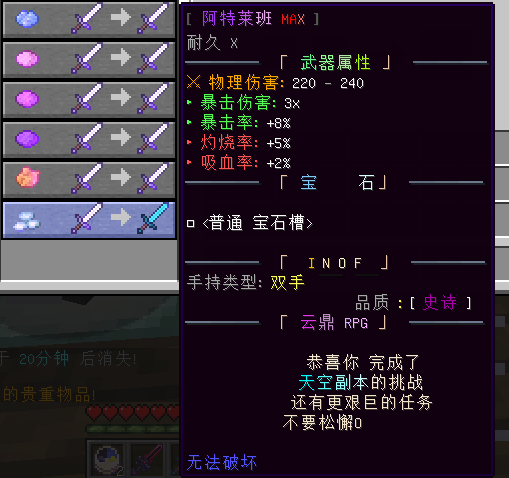 [ 阿特莱班 MAX ]
耐久 X
「 武器属性 」
⚔ 物理伤害: 220 - 240
▸ 暴击伤害: 3x
▸ 暴击率: +8%
▸ 灼烧率: +5%
▸ 吸血率: +2%
「 宝 石 」
□ <普通 宝石槽>
「 INOF 」
手持类型: 双手
品质 :[ 史诗 ]
「 云鼎 RPG 」
恭喜你 完成了
天空副本的挑战
还有更艰巨的任务
不要松懈O
无法破坏
于 20分钟 后消失!
的贵重物品!
2